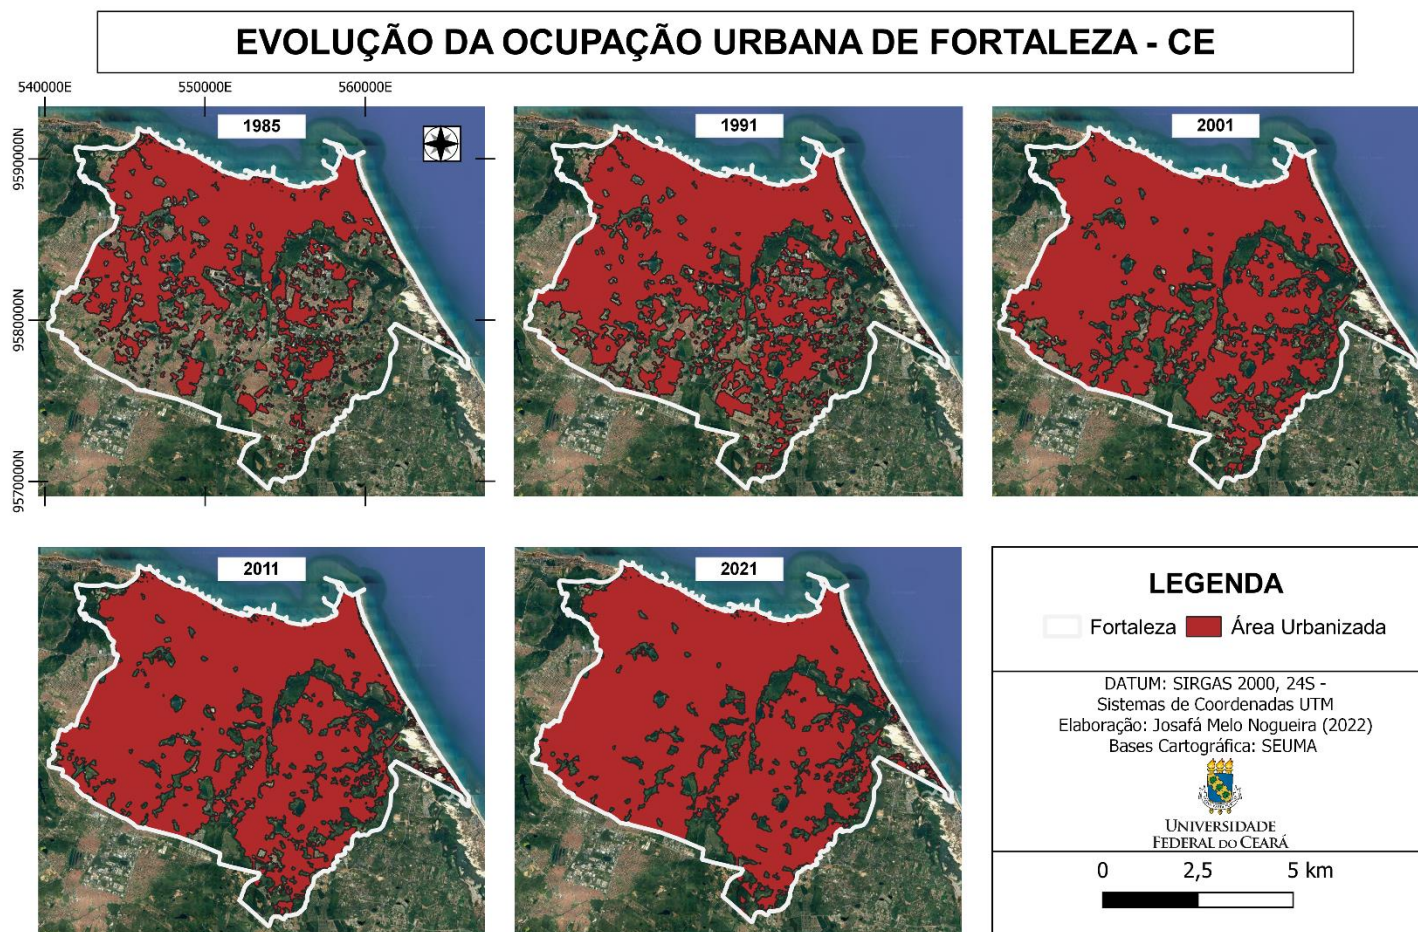 EVOLUÇÃO DA OCUPAÇÃO URBANA DE FORTALEZA - CE
540000E 550000E 560000E
9590000N
9580000N
9570000N
1985
1991
2001
2011
2021
LEGENDA
Fortaleza Área Urbanizada
DATUM: SIRGAS 2000, 24S -
Sistemas de Coordenadas UTM
Elaboração: Josafá Melo Nogueira (2022)
Bases Cartográfica: SEUMA
UNIVERSIDADE
FEDERAL DO CEARÁ
0 2,5 5 km